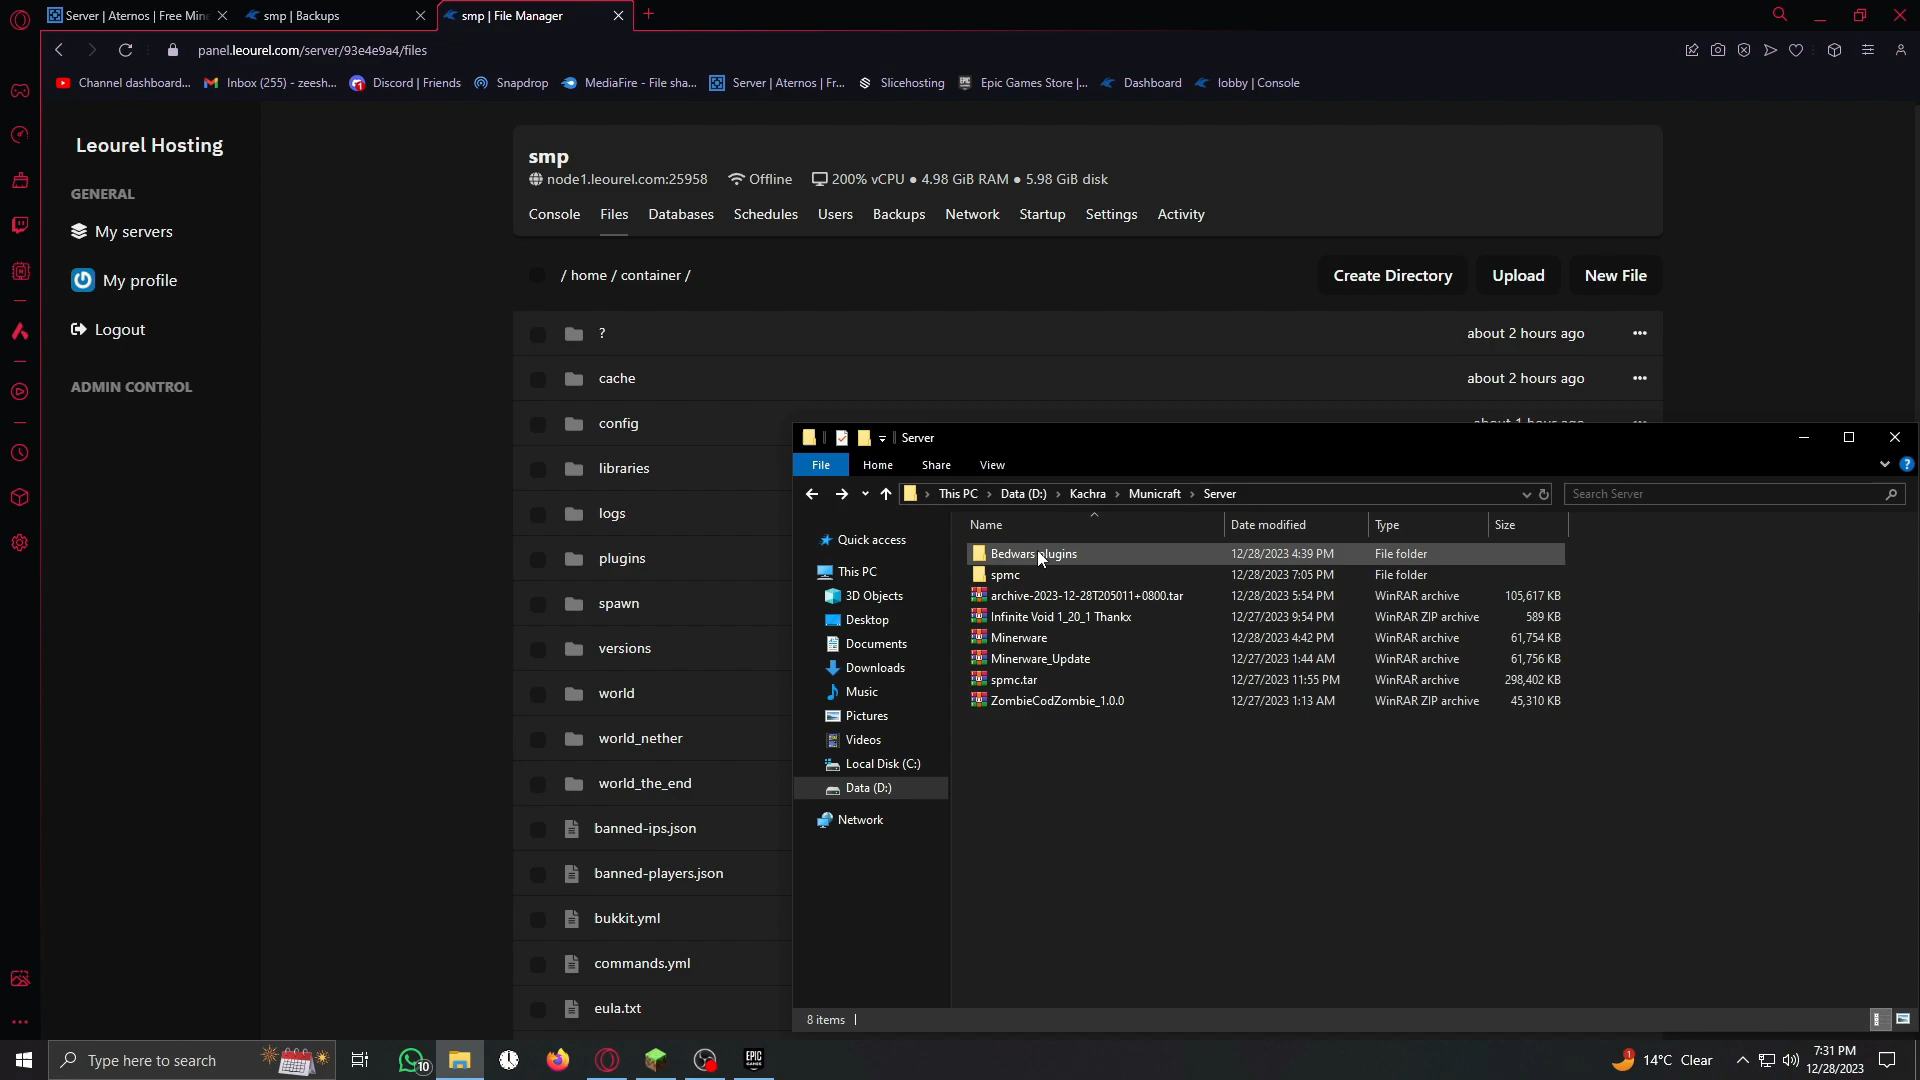 Server | Aternos | Free Mine
smp | Backups
smp | File Manager
panel.leourel.com/server/93e4e9a4/files
Channel dashboard...
Inbox (255) - zeesh...
Discord | Friends
Snapdrop
MediaFire - File sha...
Server | Aternos | Fr...
Slicehosting
Epic Games Store |...
Dashboard
lobby | Console
Leourel Hosting
GENERAL
My servers
My profile
Logout
ADMIN CONTROL
smp
node1.leourel.com:25958
Offline
200% vCPU ● 4.98 GiB RAM ● 5.98 GiB disk
Console
Files
Databases
Schedules
Users
Backups
Network
Startup
Settings
Activity
/ home / container /
Create Directory
Upload
New File
?
about 2 hours ago
cache
about 2 hours ago
config
about 1 hour ago
libraries
logs
plugins
spawn
versions
world
world_nether
world_the_end
banned-ips.json
banned-players.json
bukkit.yml
commands.yml
eula.txt
Server
File
Home
Share
View
This PC > Data (D:) > Kachra > Municraft > Server
Search Server
Quick access
This PC
3D Objects
Desktop
Documents
Downloads
Music
Pictures
Videos
Local Disk (C:)
Data (D:)
Network
Name
Date modified
Type
Size
Bedwars plugins 12/28/2023 4:39 PM File folder
spmc 12/28/2023 7:05 PM File folder
archive-2023-12-28T205011+0800.tar 12/28/2023 5:54 PM WinRAR archive 105,617 KB
Infinite Void 1_20_1 Thankx 12/27/2023 9:54 PM WinRAR ZIP archive 589 KB
Minerware 12/28/2023 4:42 PM WinRAR archive 61,754 KB
Minerware_Update 12/27/2023 1:44 AM WinRAR archive 61,756 KB
spmc.tar 12/27/2023 11:55 PM WinRAR archive 298,402 KB
ZombieCodZombie_1.0.0 12/27/2023 1:13 AM WinRAR ZIP archive 45,310 KB
8 items
Type here to search
10
EPIC
GAMES
1
14°C Clear
7:31 PM
12/28/2023